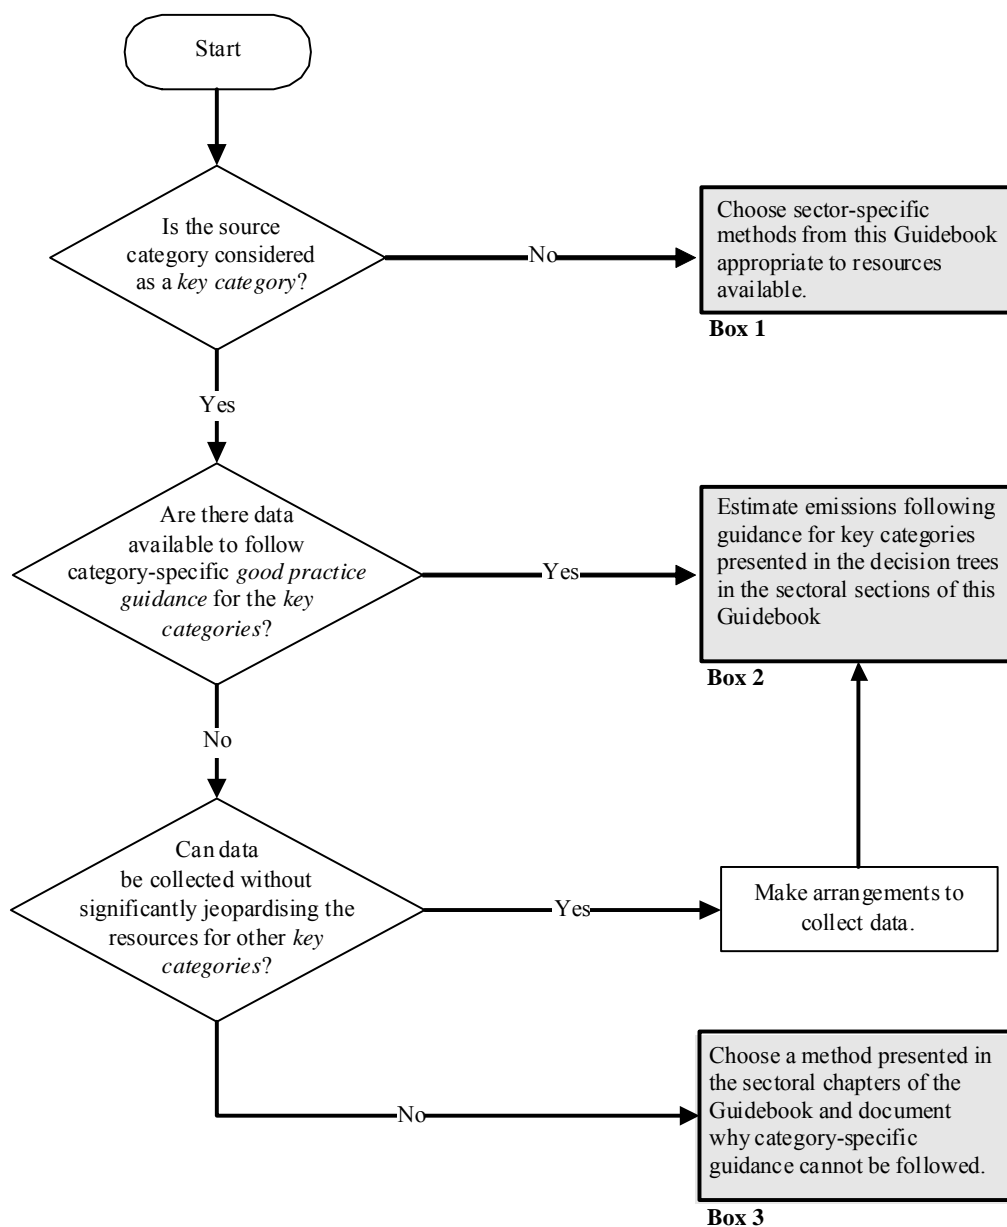 Start
Is the source
category considered
as a key category?
No
Choose sector-specific
methods from this Guidebook
appropriate to resources
available.
Box 1
Yes
Are there data
available to follow
category-specific good practice
guidance for the key
categories?
Yes
Estimate emissions following
guidance for key categories
presented in the decision trees
in the sectoral sections of this
Guidebook
Box 2
No
Can data
be collected without
significantly jeopardising the
resources for other key
categories?
Yes
Make arrangements to
collect data.
No
Choose a method presented in
the sectoral chapters of the
Guidebook and document
why category-specific
guidance cannot be followed.
Box 3